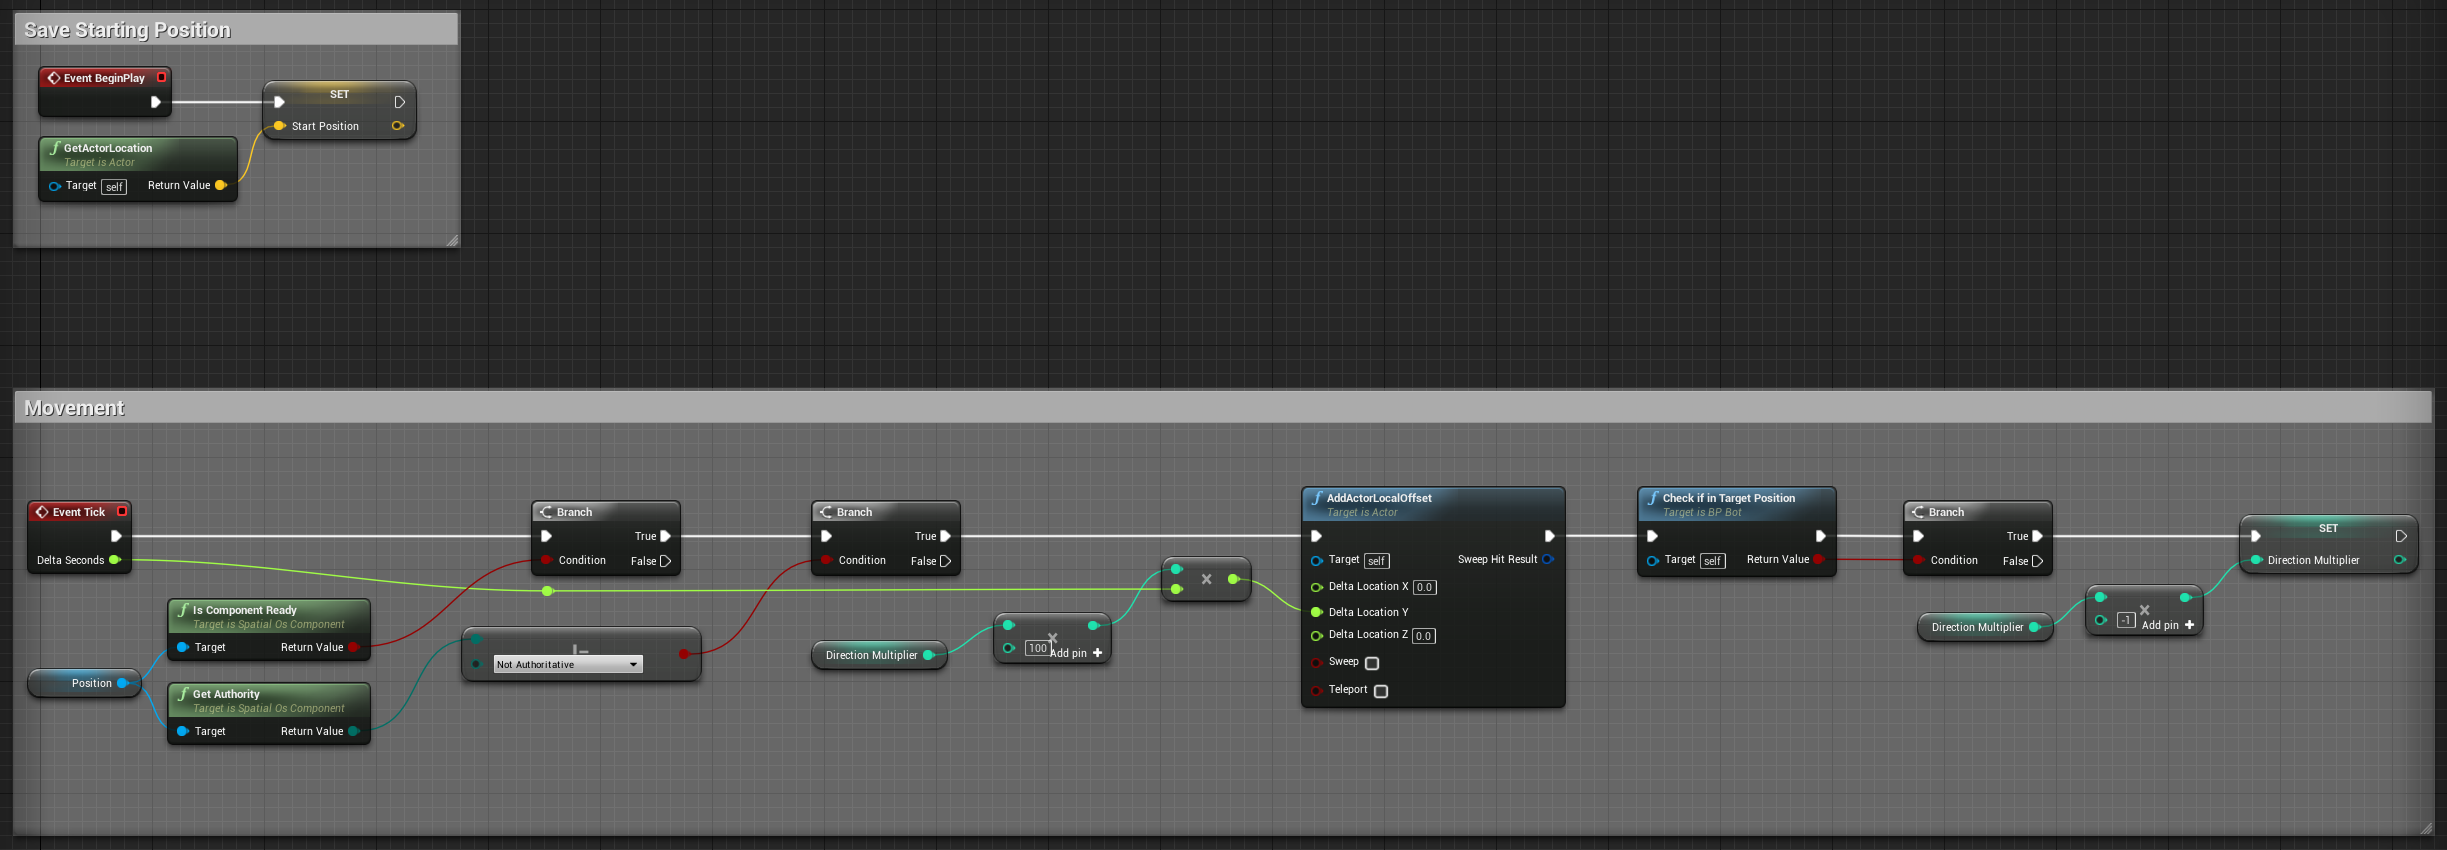 Save Starting Position
Event BeginPlay
SET
Start Position
GetActorLocation
Target is Actor
Target self Return Value
Movement
Event Tick
Delta Seconds
Branch
True
Condition False
Branch
True
Condition False
AddActorLocalOffset
Target is Actor
Target self Sweep Hit Result
Delta Location X 0.0
Delta Location Y
Delta Location Z 0.0
Sweep
Teleport
Check if in Target Position
Target is BP Bot
Target self Return Value
Branch
True
Condition False
SET
Direction Multiplier
Is Component Ready
Target is Spatial Os Component
Target Return Value
Position
Get Authority
Target is Spatial Os Component
Target Return Value
Not Authoritative
Direction Multiplier
100 Add pin +
Direction Multiplier
-1 Add pin +